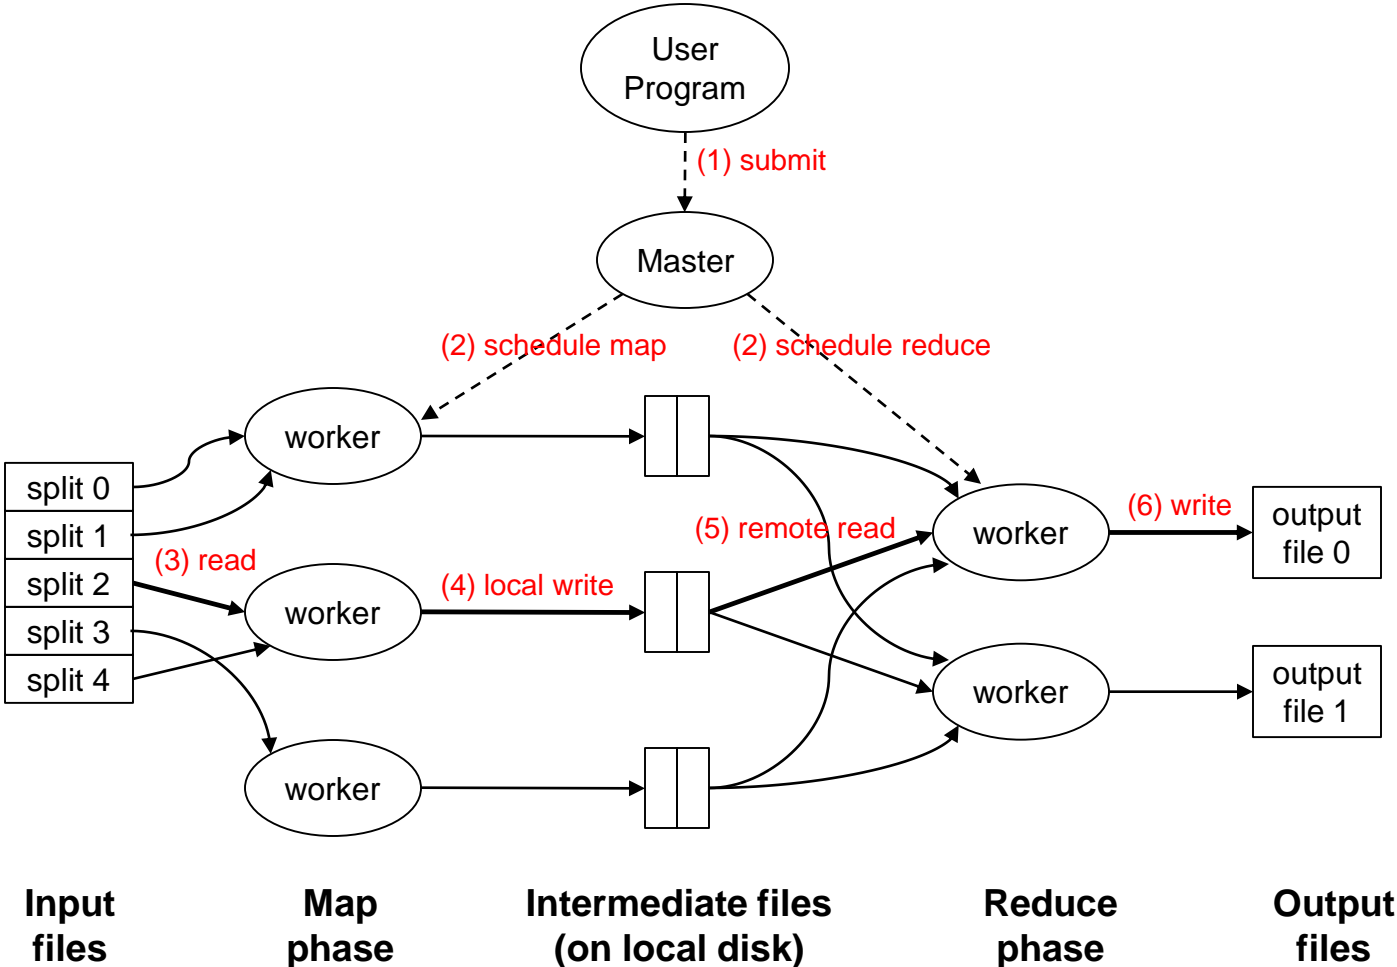 User
Program
(1) submit
Master
(2) schedule map
(2) schedule reduce
worker
split 0
split 1
split 2
split 3
split 4
(3) read
worker
(4) local write
worker
(5) remote read
worker
(6) write
output
file 0
worker
output
file 1
Input
files
Map
phase
Intermediate files
(on local disk)
Reduce
phase
Output
files